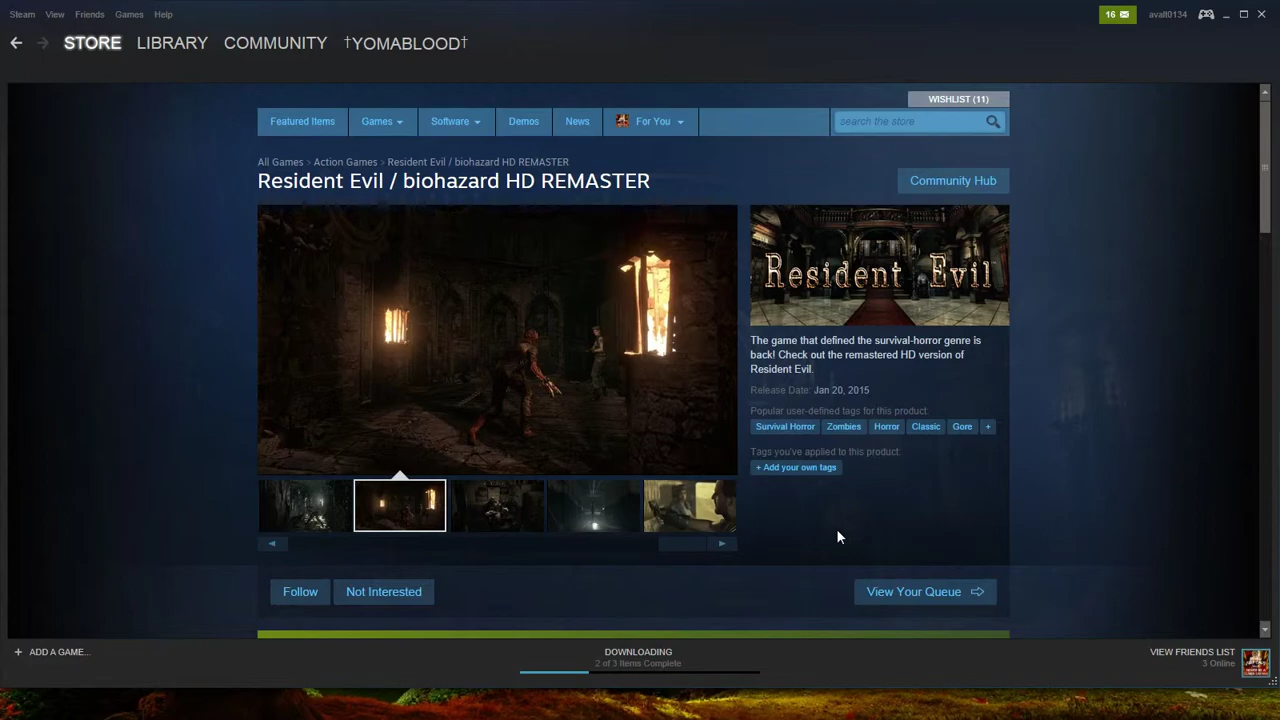 Steam View Friends Games Help
16
avaff0134
STORE LIBRARY COMMUNITY †YOMABLOOD†
WISHLIST (11)
Featured Items Games Software Demos News For You search the store
All Games > Action Games > Resident Evil / biohazard HD REMASTER
Resident Evil / biohazard HD REMASTER
Community Hub
Resident Evil
The game that defined the survival-horror genre is
back! Check out the remastered HD version of
Resident Evil.
Release Date: Jan 20, 2015
Popular user-defined tags for this product:
Survival Horror Zombies Horror Classic Gore +
Tags you've applied to this product:
+ Add your own tags
Follow Not Interested View Your Queue
+ ADD A GAME...
DOWNLOADING
2 of 3 Items Complete
VIEW FRIENDS LIST
3 Online